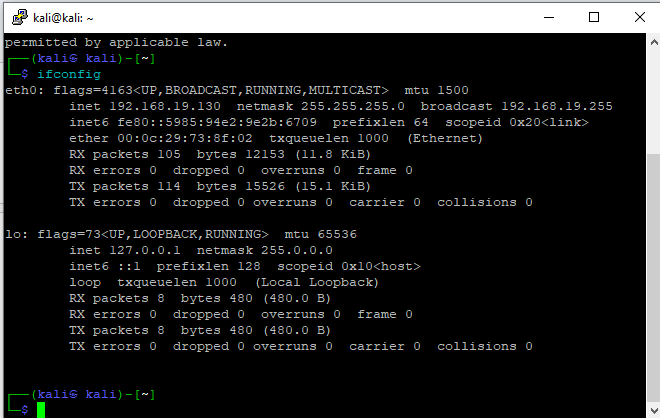 kali@kali: ~
permitted by applicable law.
┌──(kali㉿ kali)-[~]
└─$ ifconfig
eth0: flags=4163<UP,BROADCAST,RUNNING,MULTICAST>  mtu 1500
        inet 192.168.19.130  netmask 255.255.255.0  broadcast 192.168.19.255
        inet6 fe80::5985:94e2:9e2b:6709  prefixlen 64  scopeid 0x20<link>
        ether 00:0c:29:73:8f:02  txqueuelen 1000  (Ethernet)
        RX packets 105  bytes 12153 (11.8 KiB)
        RX errors 0  dropped 0  overruns 0  frame 0
        TX packets 114  bytes 15526 (15.1 KiB)
        TX errors 0  dropped 0 overruns 0  carrier 0  collisions 0

lo: flags=73<UP,LOOPBACK,RUNNING>  mtu 65536
        inet 127.0.0.1  netmask 255.0.0.0
        inet6 ::1  prefixlen 128  scopeid 0x10<host>
        loop  txqueuelen 1000  (Local Loopback)
        RX packets 8  bytes 480 (480.0 B)
        RX errors 0  dropped 0  overruns 0  frame 0
        TX packets 8  bytes 480 (480.0 B)
        TX errors 0  dropped 0 overruns 0  carrier 0  collisions 0

┌──(kali㉿ kali)-[~]
└─$